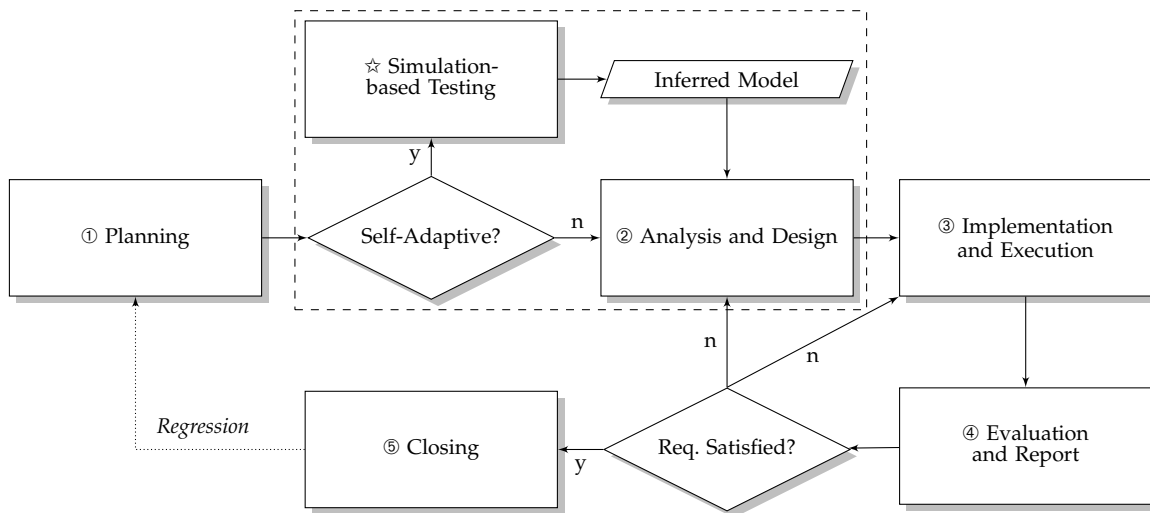 ☆ Simulation-
based Testing
Inferred Model
y
① Planning
Self-Adaptive?
n
② Analysis and Design
③ Implementation
and Execution
n
n
Regression
⑤ Closing
y
Req. Satisfied?
④ Evaluation
and Report